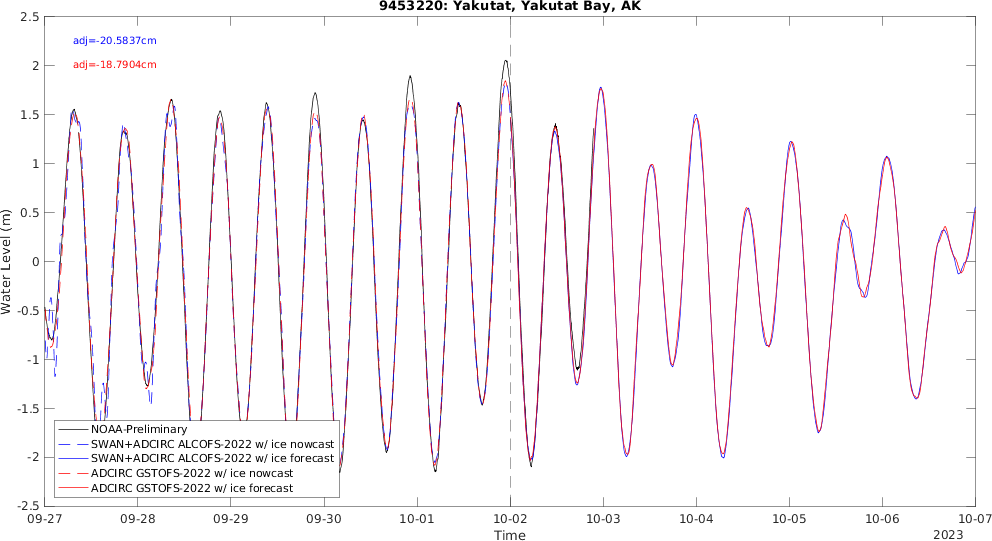 9453220: Yakutat, Yakutat Bay, AK
adj=-20.5837cm
adj=-18.7904cm
2.5
2
1.5
1
0.5
0
-0.5
-1
-1.5
-2
-2.5
Water Level (m)
NOAA-Preliminary
SWAN+ADCIRC ALCOFS-2022 w/ ice nowcast
SWAN+ADCIRC ALCOFS-2022 w/ ice forecast
ADCIRC GSTOFS-2022 w/ ice nowcast
ADCIRC GSTOFS-2022 w/ ice forecast
09-27 09-28 09-29 09-30 10-01 10-02 10-03 10-04 10-05 10-06 10-07
Time
2023